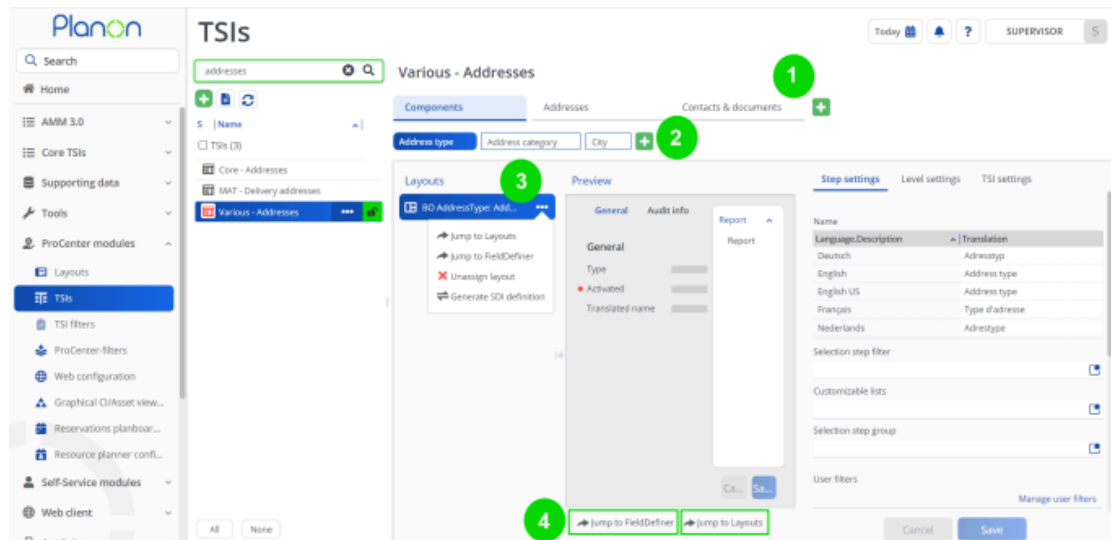 Planon
Search
Home
AMM 3.0
Core TSIs
Supporting data
Tools
ProCenter modules
Layouts
TSIs
TSI filters
ProCenter-filters
Web configuration
Graphical CI/Asset view...
Reservations planboar...
Resource planner confi...
Self-Service modules
Web client
TSIs
addresses
S Name
TSIs (3)
Core - Addresses
MAT - Delivery addresses
Various - Addresses
All None
Today ? SUPERVISOR S
Various - Addresses
1
Components Addresses Contacts & documents
Address type Address category City
2
Layouts
3
BO AddressType: Add...
Jump to Layouts
Jump to FieldDefiner
Unassign layout
Generate SDI definition
Preview
General Audit info
Report
Report
General
Type
Activated
Translated name
Ca... Sa...
4
Jump to FieldDefiner Jump to Layouts
Step settings Level settings TSI settings
Name
Language.Description Translation
Deutsch Adresstyp
English Address type
English US Address type
Français Type d'adresse
Nederlands Adrestype
Selection step filter
Customizable lists
Selection step group
User filters
Manage user filters
Cancel Save